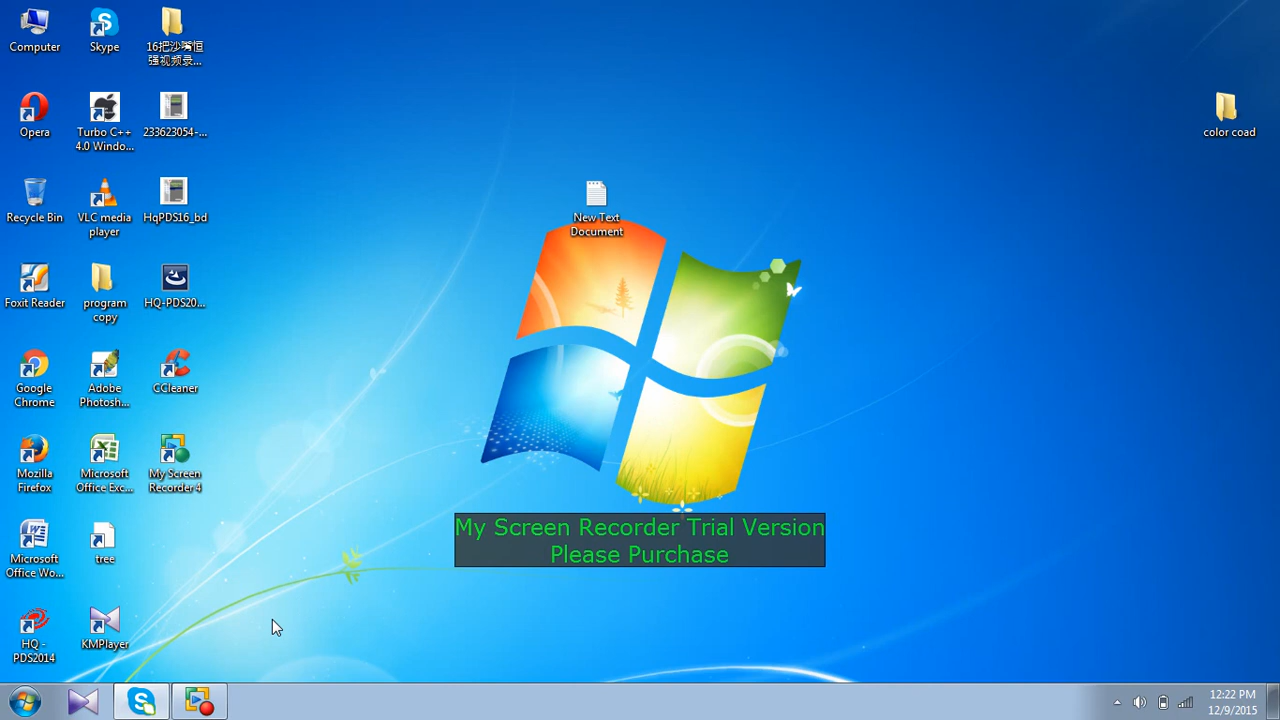 Computer
Skype
16把沙嘴恒
强视频录...
Opera
Turbo C++
4.0 Windo...
233623054-...
color coad
Recycle Bin
VLC media
player
HqPDS16_bd
New Text
Document
Foxit Reader
program
copy
HQ-PDS20...
Google
Chrome
Adobe
Photosh...
CCleaner
Mozilla
Firefox
Microsoft
Office Exc...
My Screen
Recorder 4
My Screen Recorder Trial Version
Please Purchase
Microsoft
Office Wo...
tree
HQ -
PDS2014
KMPlayer
12:22 PM
12/9/2015